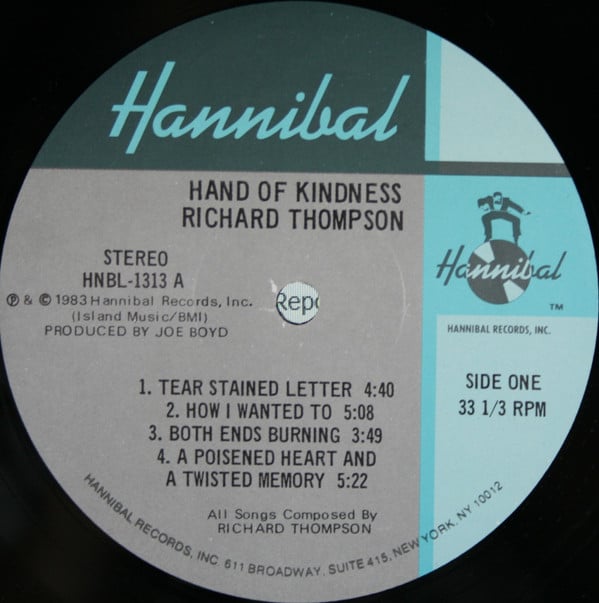 Hannibal
HAND OF KINDNESS
RICHARD THOMPSON
STEREO
HNBL-1313 A
℗ & © 1983 Hannibal Records, Inc.
(Island Music/BMI)
PRODUCED BY JOE BOYD
Repo
Hannibal
TM
HANNIBAL RECORDS, INC.
SIDE ONE
33 1/3 RPM
1. TEAR STAINED LETTER 4:40
2. HOW I WANTED TO 5:08
3. BOTH ENDS BURNING 3:49
4. A POISENED HEART AND
A TWISTED MEMORY 5:22
All Songs Composed By
RICHARD THOMPSON
HANNIBAL RECORDS, INC. 611 BROADWAY, SUITE 415, NEW YORK, NY 10012